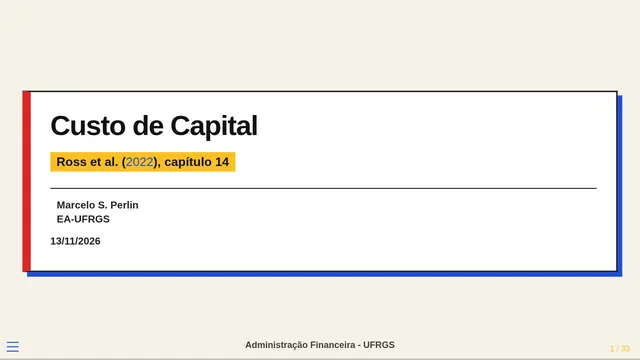 Custo de Capital
Ross et al. (2022), capítulo 14
Marcelo S. Perlin
EA-UFRGS
13/11/2026
Administração Financeira - UFRGS
1 / 33